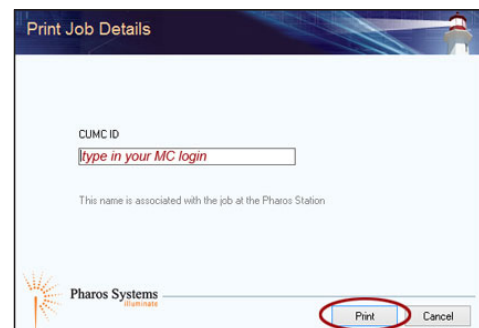 Print Job Details
CUMC ID
type in your MC login
This name is associated with the job at the Pharos Station
Pharos Systems
illuminate
Print Cancel